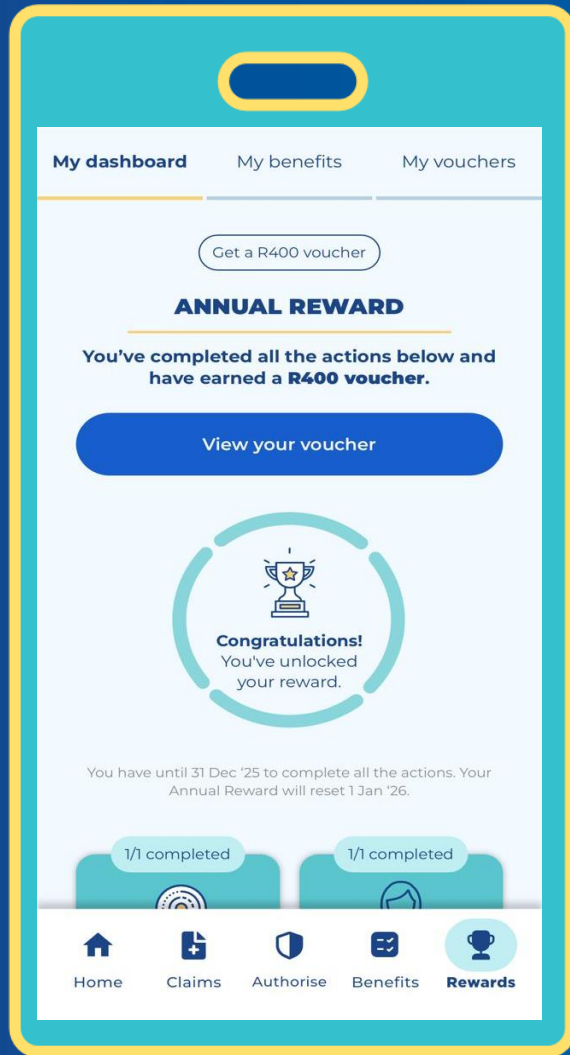 My dashboard My benefits My vouchers
Get a R400 voucher
ANNUAL REWARD
You’ve completed all the actions below and
have earned a R400 voucher.
View your voucher
Congratulations!
You've unlocked
your reward.
You have until 31 Dec ‘25 to complete all the actions. Your
Annual Reward will reset 1 Jan ‘26.
1/1 completed 1/1 completed
Home Claims Authorise Benefits Rewards